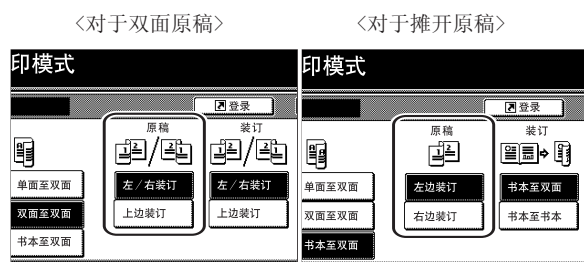 <对于双面原稿>
<对于摊开原稿>
印模式
登录
原稿 装订
单面至双面 左/右装订 左/右装订
双面至双面 上边装订 上边装订
书本至双面
印模式
登录
原稿 装订
单面至双面 左边装订 书本至双面
双面至双面 右边装订 书本至书本
书本至双面